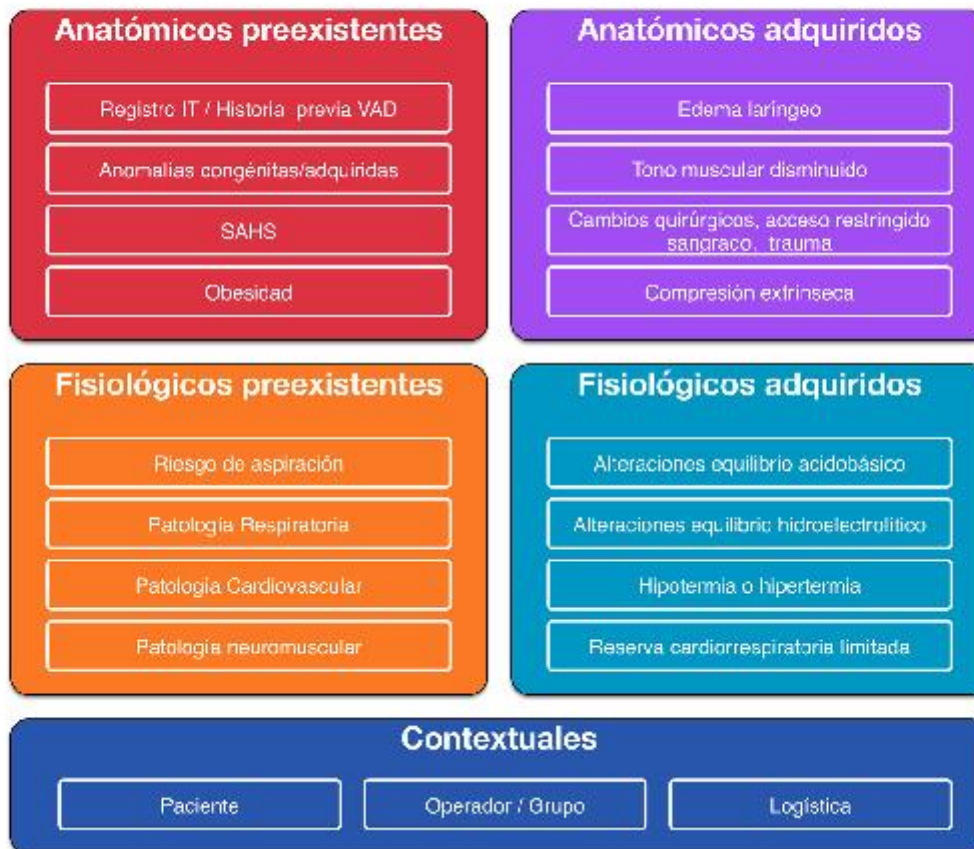 Anatómicos preexistentes
Registro IT / Historia previa VAD
Anomalías congénitas/adquiridas
SAHS
Obesidad
Anatómicos adquiridos
Edema laríngeo
Tono muscular disminuido
Cambios quirúrgicos, acceso restringido
sangraco, trauma
Compresión extrínseca
Fisiológicos preexistentes
Riesgo de aspiración
Patología Respiratoria
Patología Cardiovascular
Patología neuromuscular
Fisiológicos adquiridos
Alteraciones equilibrio acidobásico
Alteraciones equilibrio hidroelectrolítico
Hipotermia o hipertermia
Reserva cardiorrespiratoria limitada
Contextuales
Paciente
Operador / Grupo
Logística